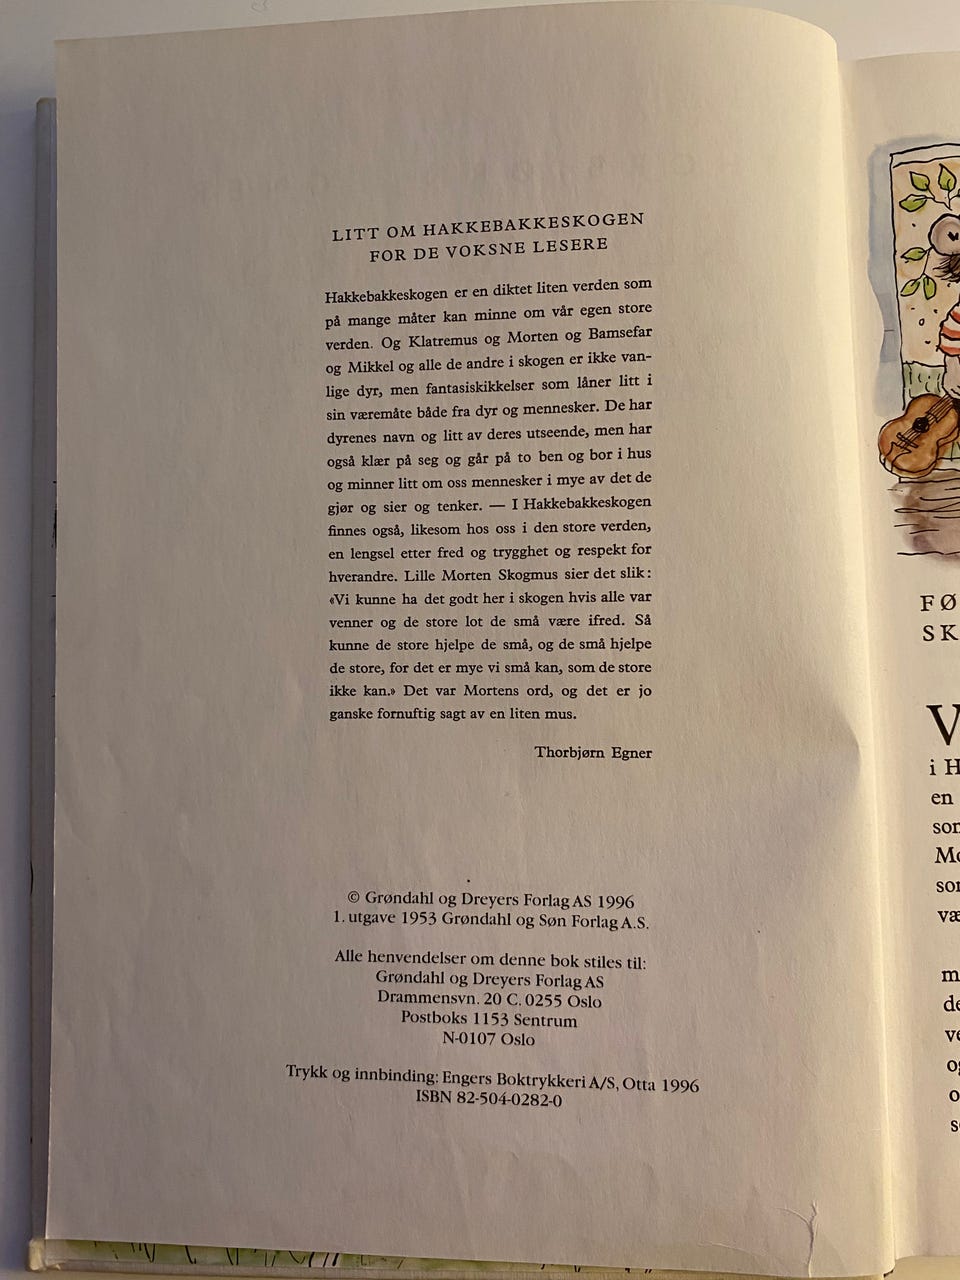 LITT OM HAKKEBAKKESKOGEN
FOR DE VOKSNE LESERE
Hakkebakkeskogen er en diktet liten verden som
på mange måter kan minne om vår egen store
verden. Og Klatremus og Morten og Bamsefar
og Mikkel og alle de andre i skogen er ikke van-
lige dyr, men fantasiskikkelser som låner litt i
sin væremåte både fra dyr og mennesker. De har
dyrenes navn og litt av deres utseende, men har
også klær på seg og går på to ben og bor i hus
og minner litt om oss mennesker i mye av det de
gjør og sier og tenker. — I Hakkebakkeskogen
finnes også, likesom hos oss i den store verden,
en lengsel etter fred og trygghet og respekt for
hverandre. Lille Morten Skogmus sier det slik:
«Vi kunne ha det godt her i skogen hvis alle var
venner og de store lot de små være ifred. Så
kunne de store hjelpe de små, og de små hjelpe
de store, for det er mye vi små kan, som de store
ikke kan.» Det var Mortens ord, og det er jo
ganske fornuftig sagt av en liten mus.
Thorbjørn Egner
© Grøndahl og Dreyers Forlag AS 1996
1. utgave 1953 Grøndahl og Søn Forlag A.S.
Alle henvendelser om denne bok stiles til:
Grøndahl og Dreyers Forlag AS
Drammensvn. 20 C. 0255 Oslo
Postboks 1153 Sentrum
N-0107 Oslo
Trykk og innbinding: Engers Boktrykkeri A/S, Otta 1996
ISBN 82-504-0282-0
FØ
SK
V
i H
en
som
Mo
som
væ
m
de
ve
og
o
se